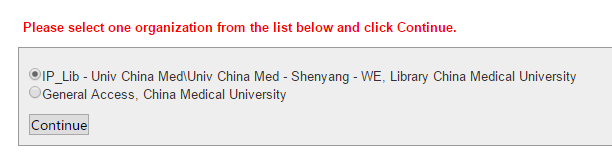 Please select one organization from the list below and click Continue.
IP_Lib - Univ China Med\Univ China Med - Shenyang - WE, Library China Medical University
General Access, China Medical University
Continue